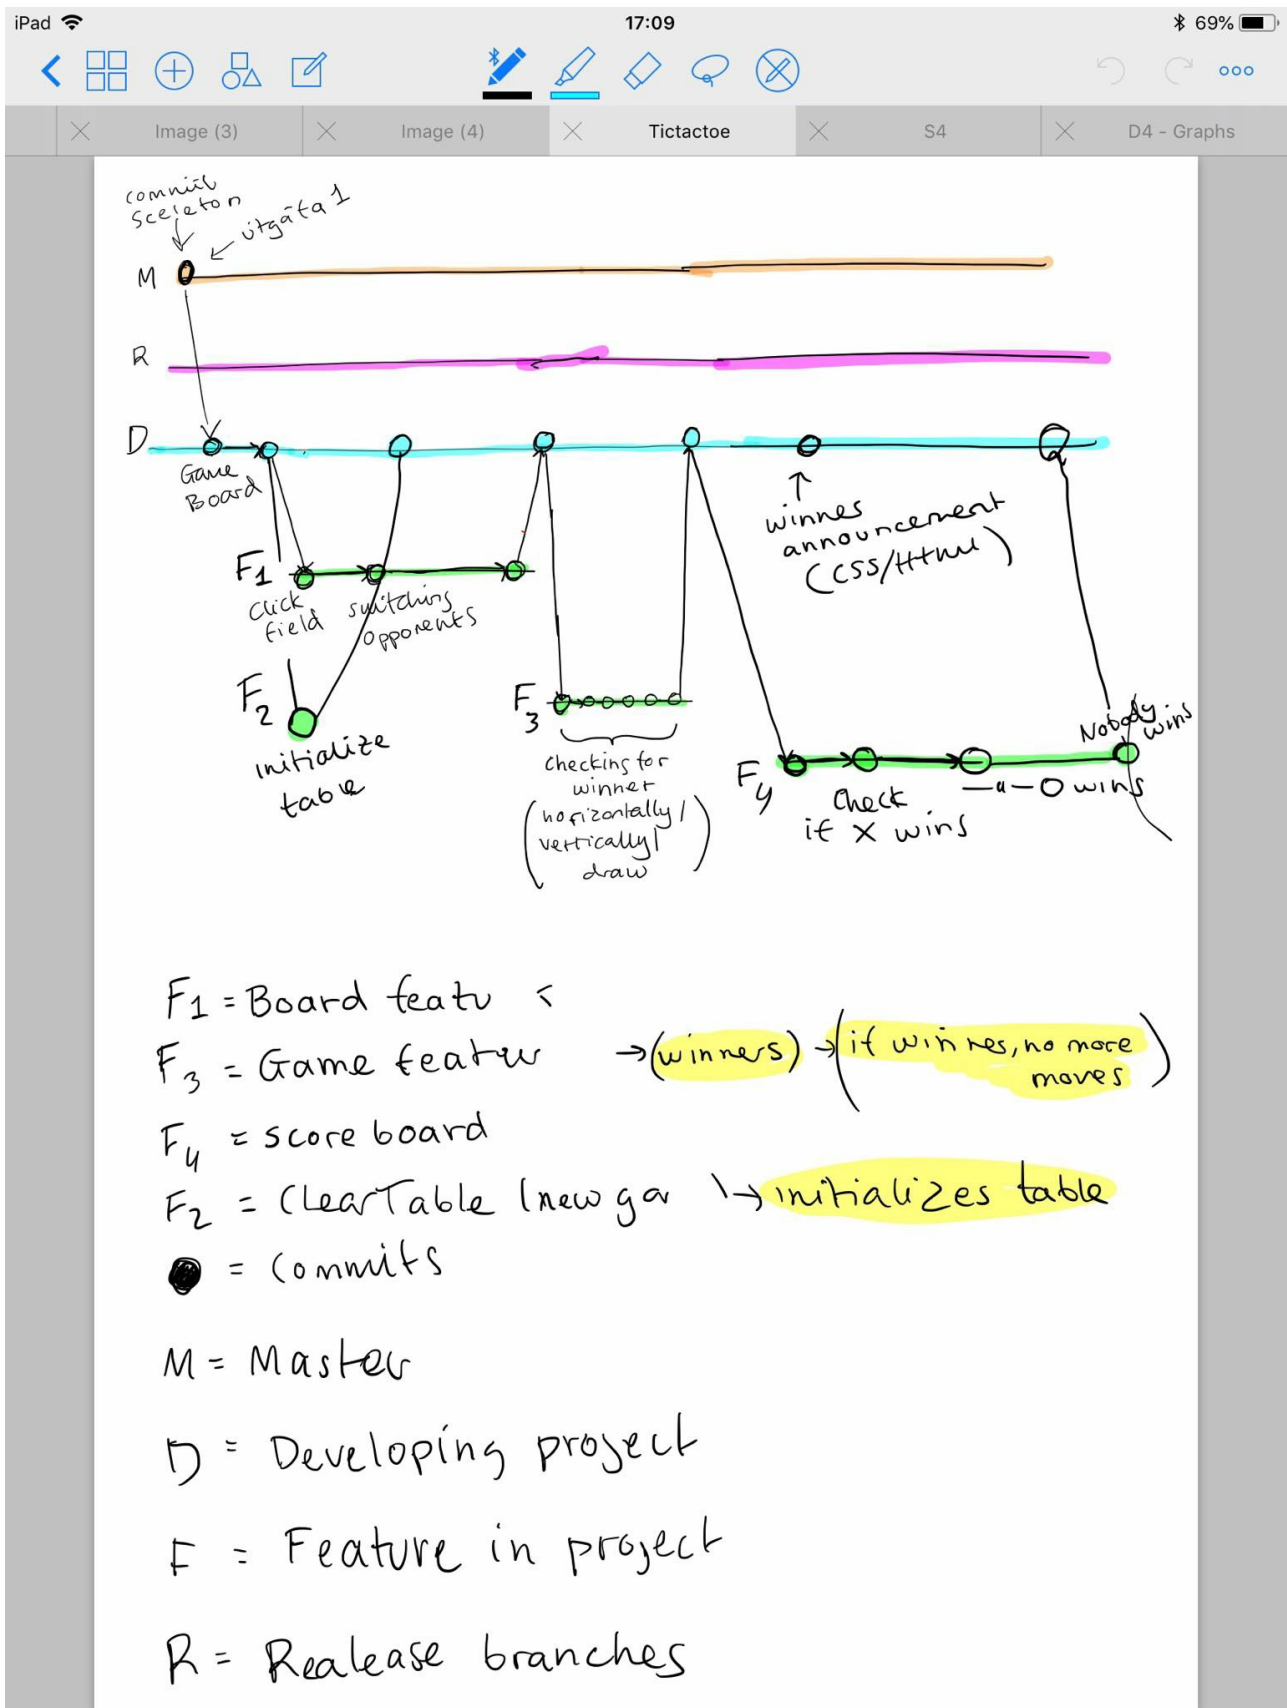 iPad 17:09 69%
Image (3) Image (4) Tictactoe S4 D4 - Graphs
commit
Sceleton
útgáta 1
M
R
D
Game
Board
winnes
announcement
(CSS/Html)
F1
Click
field
switching
opponents
F2
initialize
table
F3
checking for
winner
(horizontally/
vertically/
draw)
F4
Check
if X wins
—"— O wins
Nobody
wins
F1 = Board featu
F3 = Game featur → (winners) → (if winnes, no more
moves)
F4 = score board
F2 = ClearTable (new ga → initializes table
= Commits
M = Master
D = Developing project
F = Feature in project
R = Realease branches